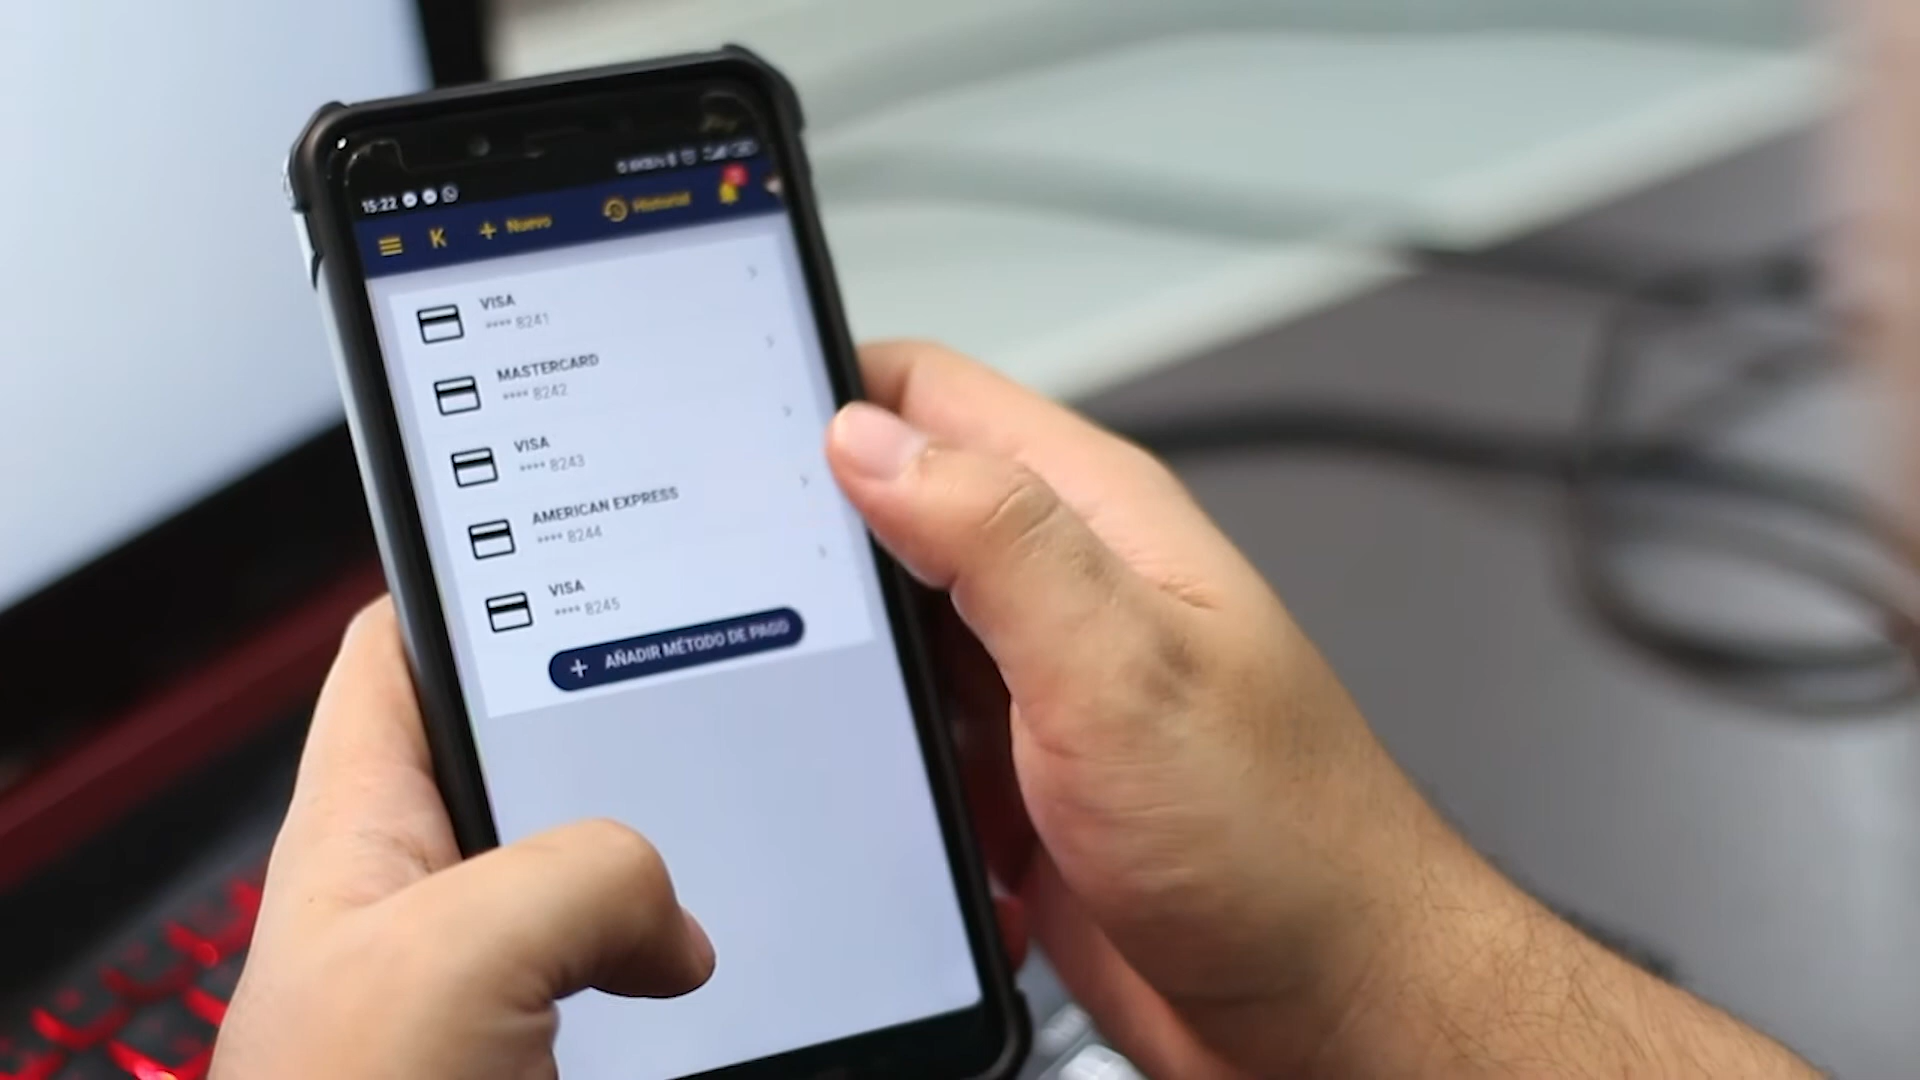 15:22
K + Nuevo Historial
VISA
**** 8241
MASTERCARD
**** 8242
VISA
**** 8243
AMERICAN EXPRESS
**** 8244
VISA
**** 8245
+ AÑADIR MÉTODO DE PAGO